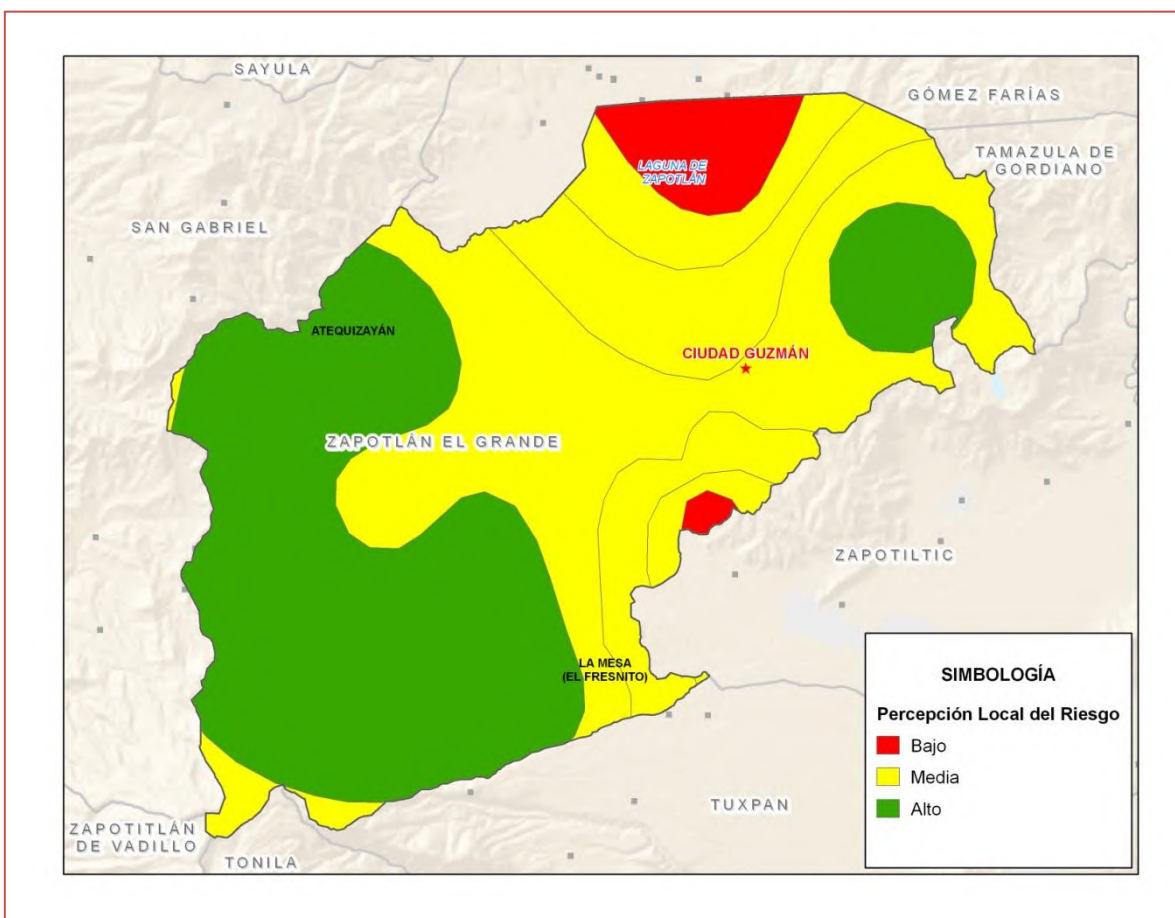 SAYULA
GÓMEZ FARÍAS
TAMAZULA DE
GORDIANO
LAGUNA DE
ZAPOTLÁN
SAN GABRIEL
ATEQUIZAYÁN
CIUDAD GUZMÁN
ZAPOTLÁN EL GRANDE
ZAPOTILTIC
LA MESA
(EL FRESNITO)
TUXPAN
ZAPOTITLÁN
DE VADILLO
TONILA
SIMBOLOGÍA
Percepción Local del Riesgo
Bajo
Media
Alto